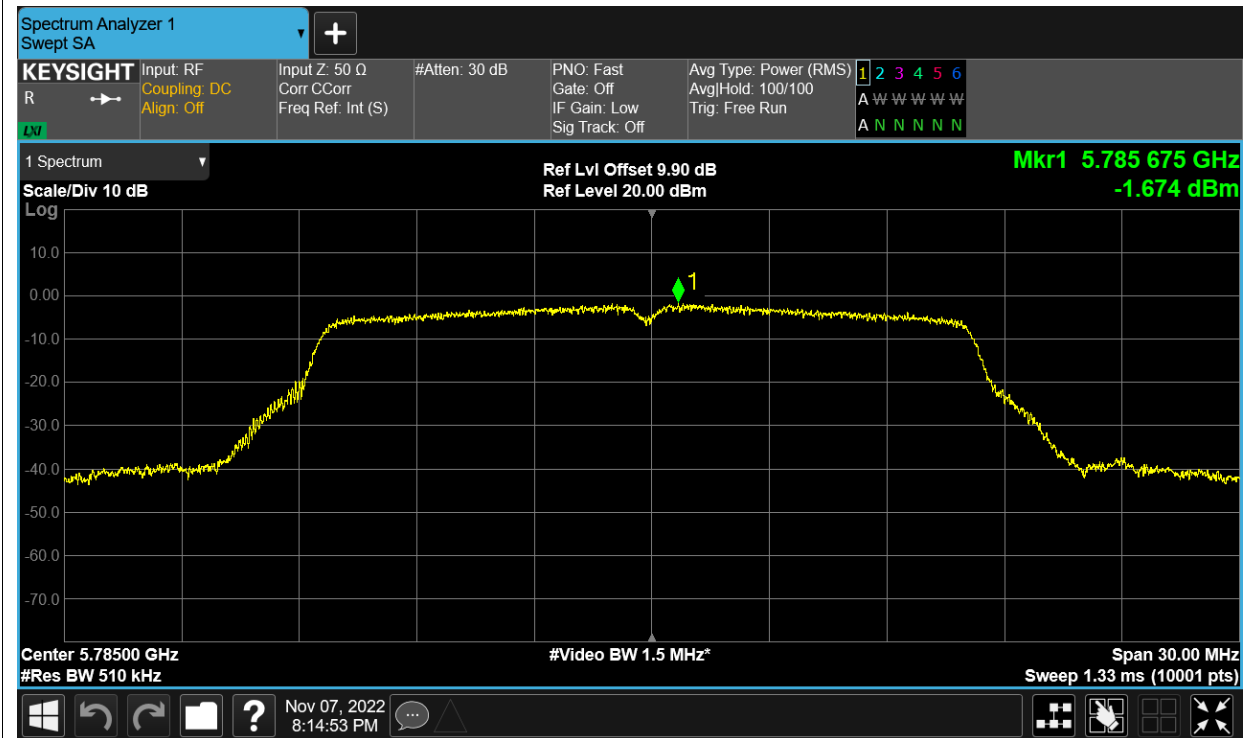 Spectrum Analyzer 1
Swept SA
KEYSIGHT
R
LXI
Input: RF
Coupling: DC
Align: Off
Input Z: 50 Ω
Corr CCorr
Freq Ref: Int (S)
#Atten: 30 dB
PNO: Fast
Gate: Off
IF Gain: Low
Sig Track: Off
Avg Type: Power (RMS)
Avg|Hold: 100/100
Trig: Free Run
1 2 3 4 5 6
A W W W W W
A N N N N N
1 Spectrum
Scale/Div 10 dB
Log
Ref Lvl Offset 9.90 dB
Ref Level 20.00 dBm
Mkr1 5.785 675 GHz
-1.674 dBm
10.0
0.00
-10.0
-20.0
-30.0
-40.0
-50.0
-60.0
-70.0
1
Center 5.78500 GHz
#Res BW 510 kHz
#Video BW 1.5 MHz*
Span 30.00 MHz
Sweep 1.33 ms (10001 pts)
?
Nov 07, 2022
8:14:53 PM